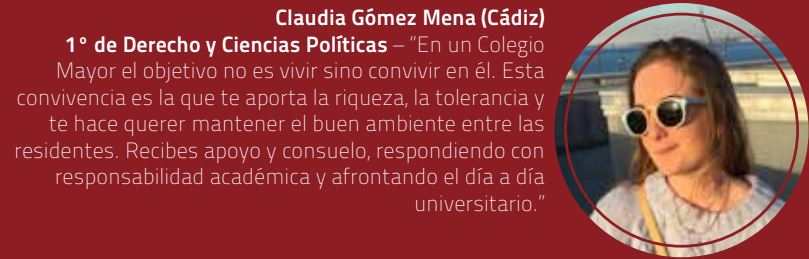 Claudia Gómez Mena (Cádiz)
1º de Derecho y Ciencias Políticas – “En un Colegio
Mayor el objetivo no es vivir sino convivir en él. Esta
convivencia es la que te aporta la riqueza, la tolerancia y
te hace querer mantener el buen ambiente entre las
residentes. Recibes apoyo y consuelo, respondiendo con
responsabilidad académica y afrontando el día a día
universitario.”